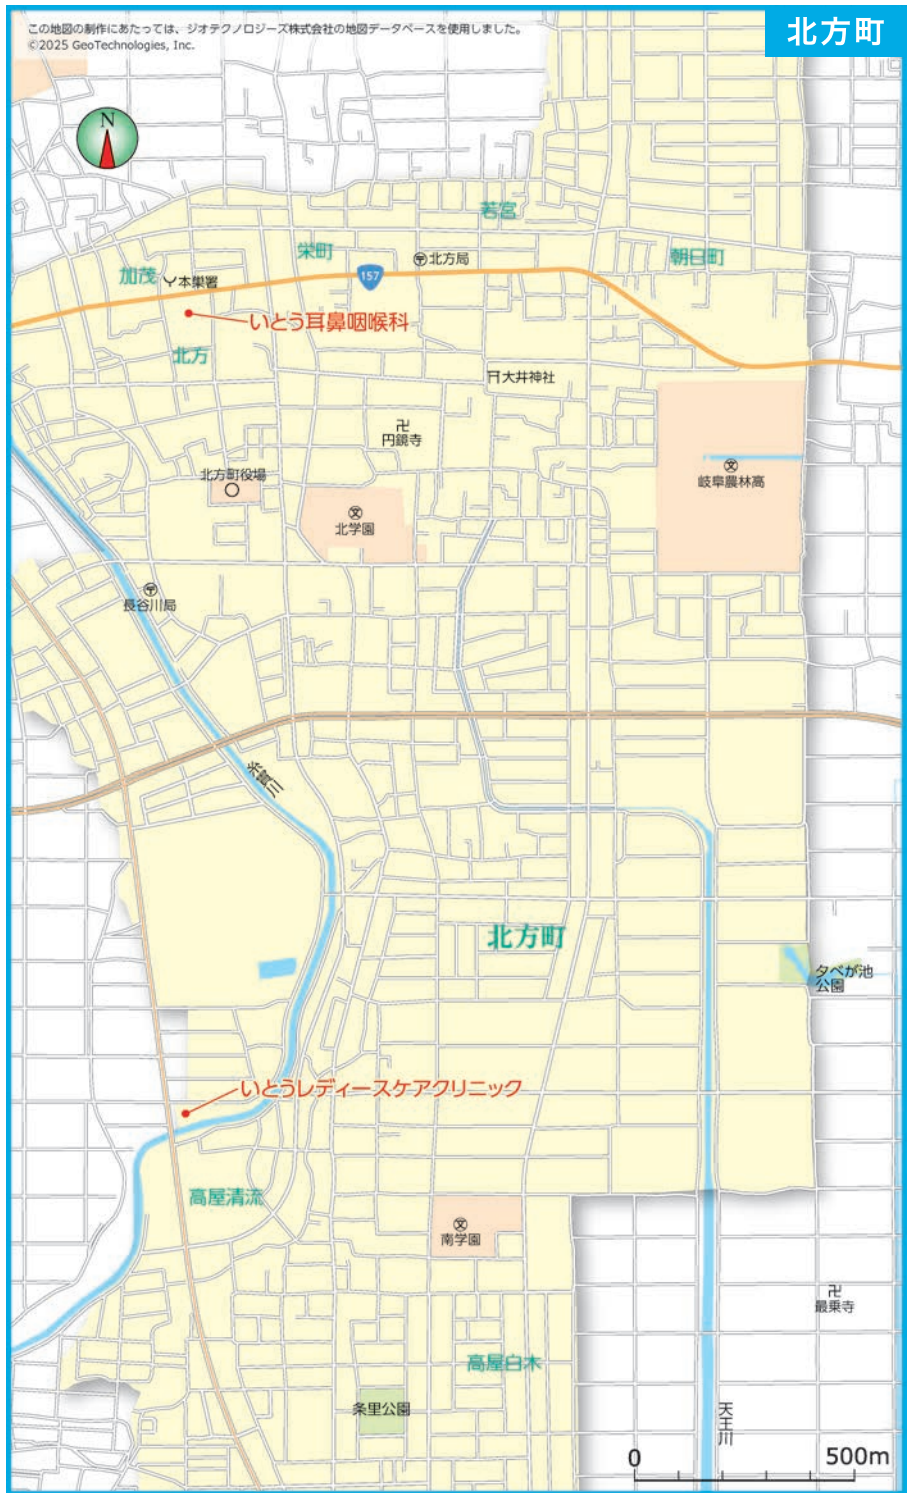 この地図の制作にあたっては、ジオテクノロジーズ株式会社の地図データベースを使用しました。
©2025 GeoTechnologies, Inc.
北方町
N
若宮
栄町
北方局
朝日町
加茂
本巣署
157
いとう耳鼻咽喉科
北方
大井神社
円鏡寺
北方町役場
文
岐阜農林高
文
北学園
長谷川局
糸貫川
北方町
夕べが池
公園
いとうレディースケアクリニック
高屋清流
文
南学園
最乗寺
高屋白木
条里公園
天王川
0 500m